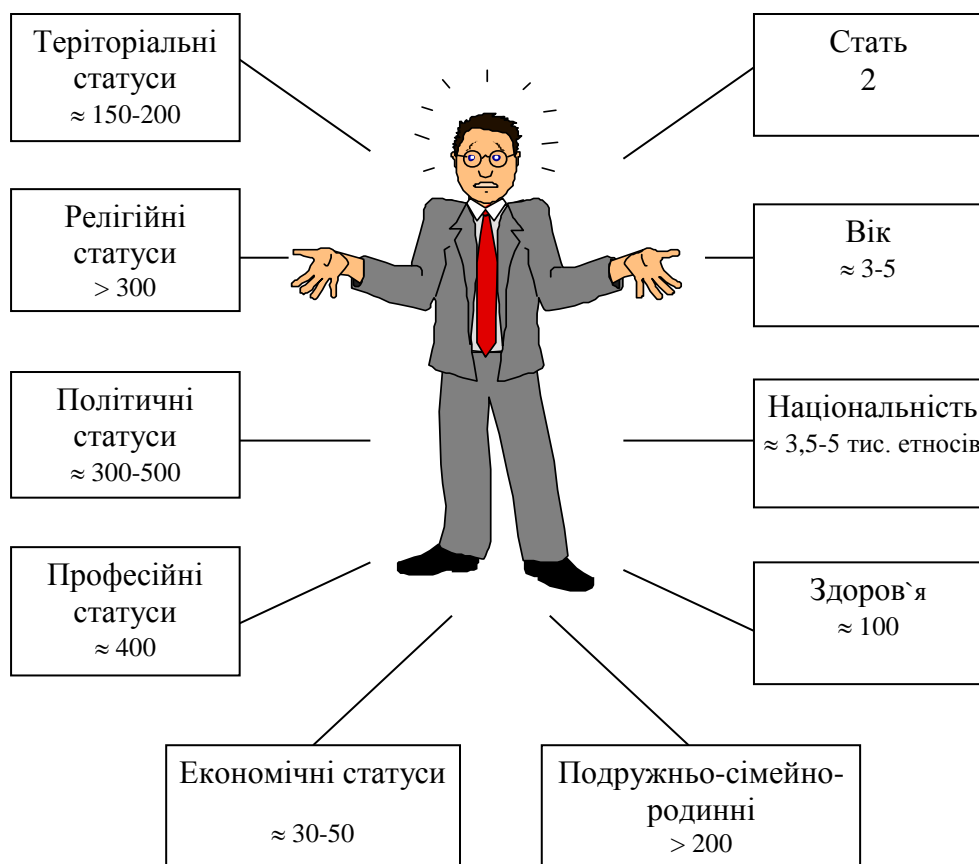 Теріторіальні
статуси
≈ 150-200
Стать
2
Релігійні
статуси
> 300
Вік
≈ 3-5
Політичні
статуси
≈ 300-500
Національність
≈ 3,5-5 тис. етносів
Професійні
статуси
≈ 400
Здоров`я
≈ 100
Економічні статуси
≈ 30-50
Подружньо-сімейно-
родинні
> 200